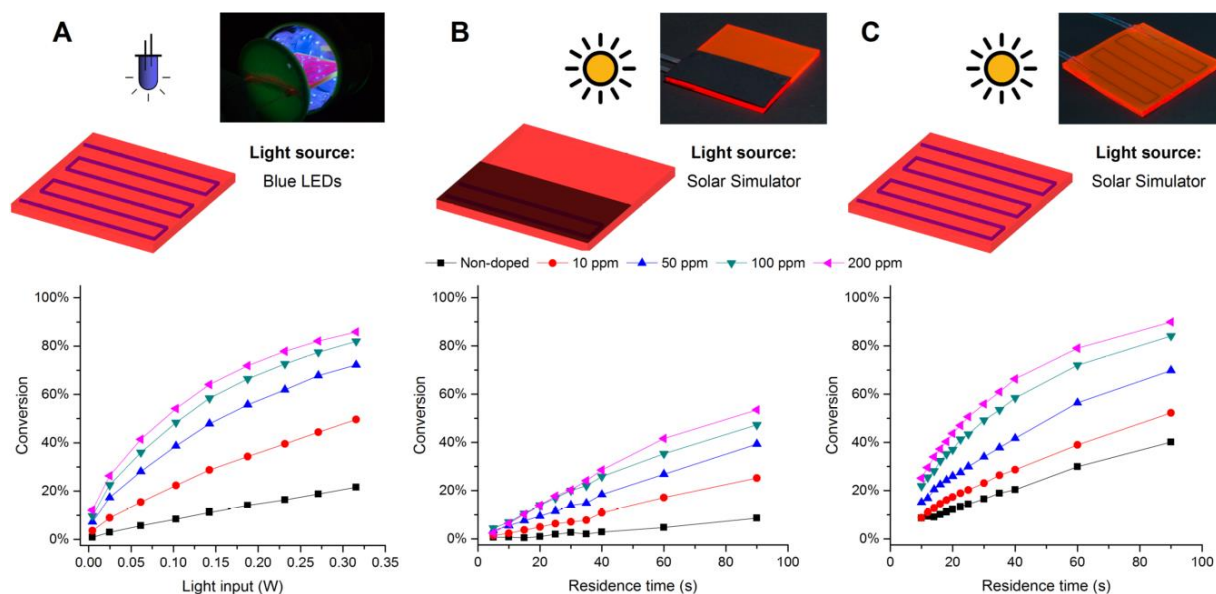 A
Light source:
Blue LEDs
B
Light source:
Solar Simulator
C
Light source:
Solar Simulator
Non-doped
10 ppm
50 ppm
100 ppm
200 ppm
100%
80%
60%
40%
20%
0%
Conversion
0.00
0.05
0.10
0.15
0.20
0.25
0.30
0.35
Light input (W)
100%
80%
60%
40%
20%
0%
Conversion
0
20
40
60
80
100
Residence time (s)
100%
80%
60%
40%
20%
0%
Conversion
0
20
40
60
80
100
Residence time (s)